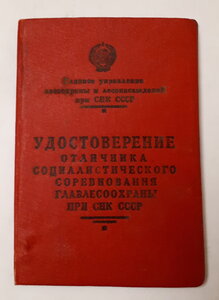 Главное управление
лесоохраны и лесонасаждений
при СНК СССР
УДОСТОВЕРЕНИЕ
ОТЛИЧНИКА
СОЦИАЛИСТИЧЕСКОГО
СОРЕВНОВАНИЯ
ГЛАВЛЕСООХРАНЫ
ПРИ СНК СССР